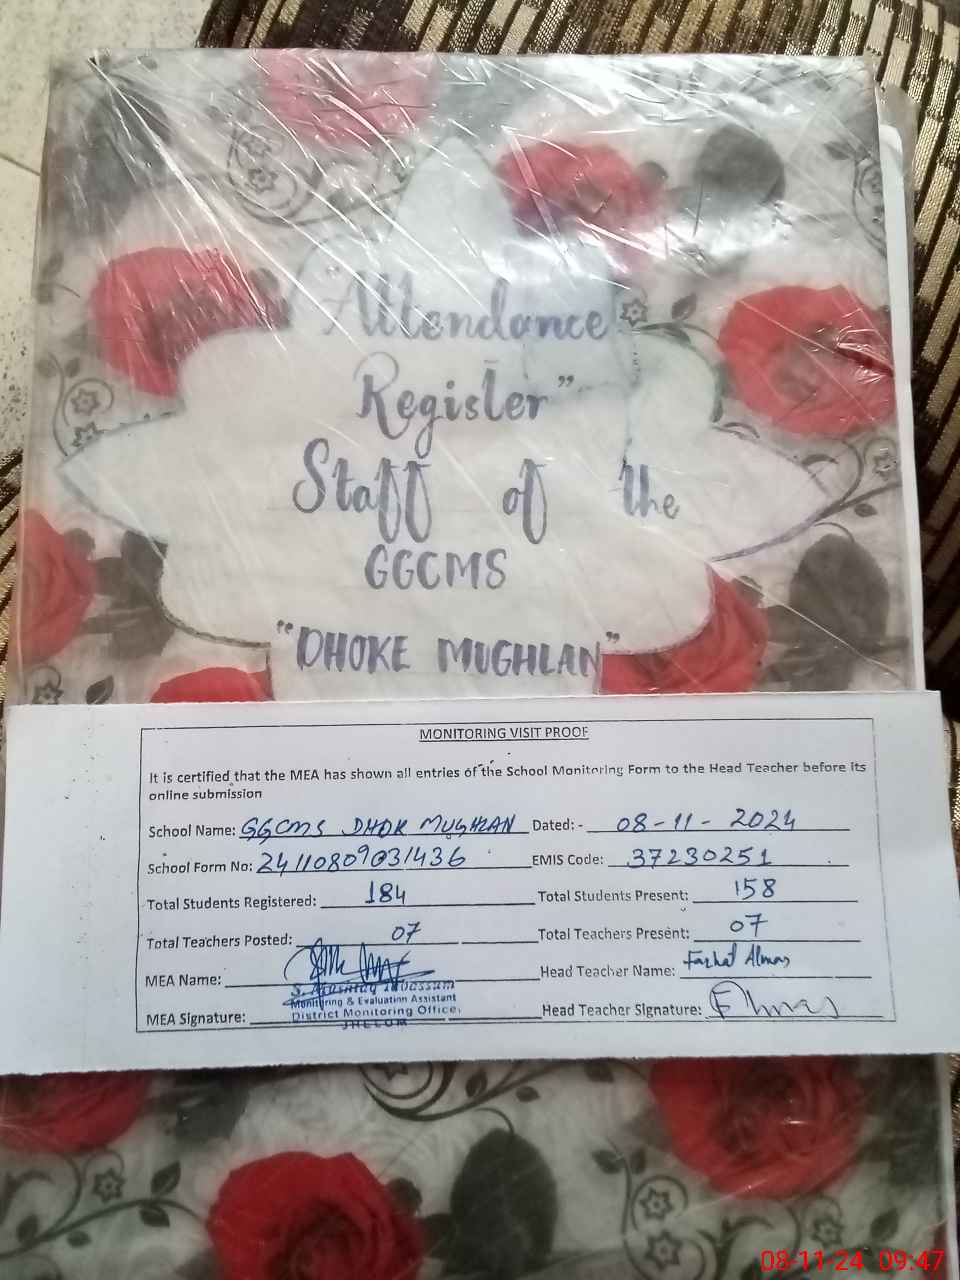 "Attendance
Register"
Staff of the
GGCMS
"DHOKE MUGHLAN"
MONITORING VISIT PROOF
It is certified that the MEA has shown all entries of the School Monitoring Form to the Head Teacher before its
online submission
School Name: GGCMS DHOK MUGHLAN Dated: - 08-11-2024
School Form No: 24110809031436 EMIS Code: 37230251
Total Students Registered: 184 Total Students Present: 158
Total Teachers Posted: 07 Total Teachers Present: 07
MEA Name: Head Teacher Name: Farhat Almas
S.
Monitoring & Evaluation Assistant
MEA Signature: District Monitoring Officer Head Teacher Signature:
JHELUM
08-11-24 09:47